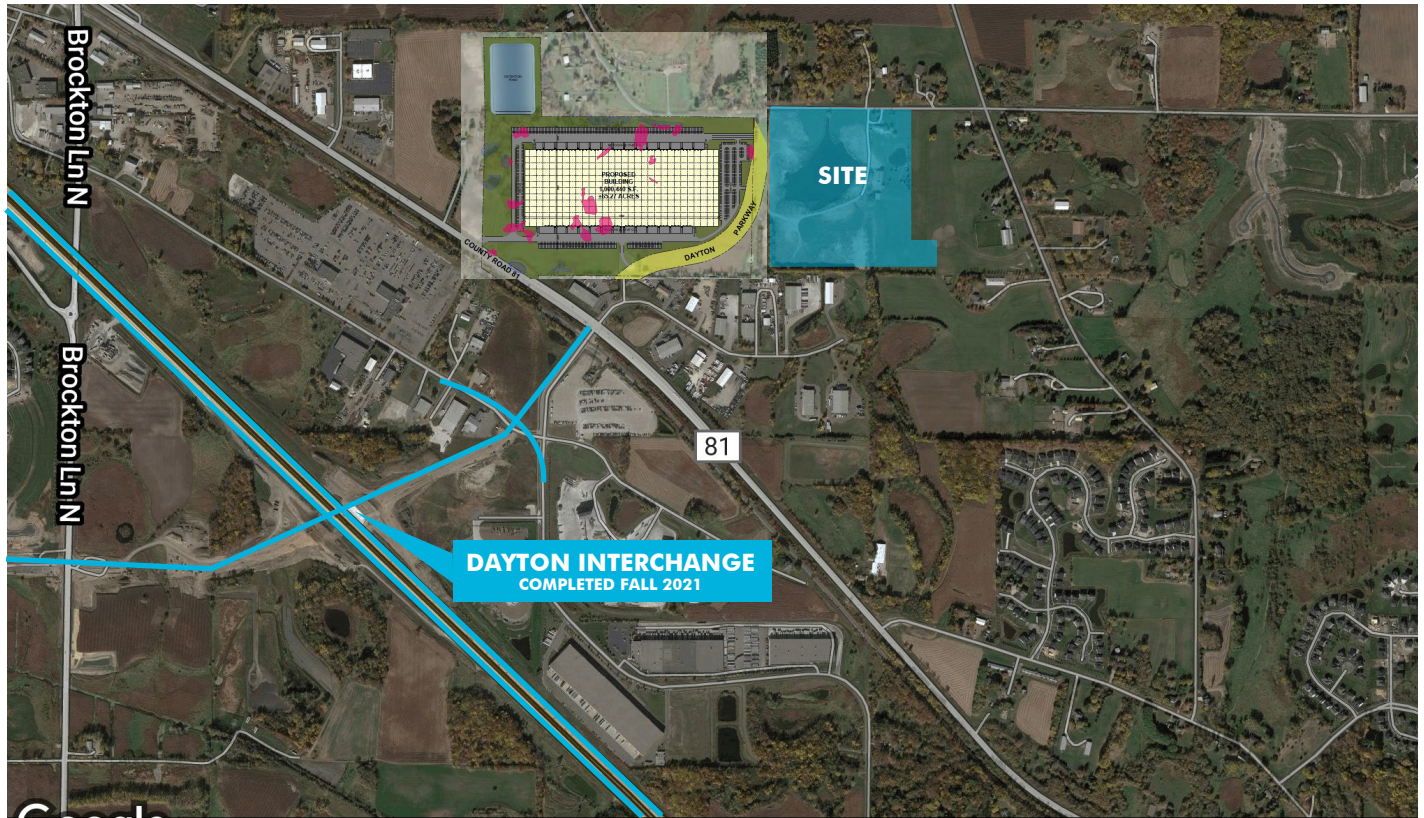 Brockton Ln N
SITE
PROPOSED
BUILDING
PARKWAY
DAYTON
COUNTY ROAD 81
Brockton Ln N
81
DAYTON INTERCHANGE
COMPLETED FALL 2021
Google